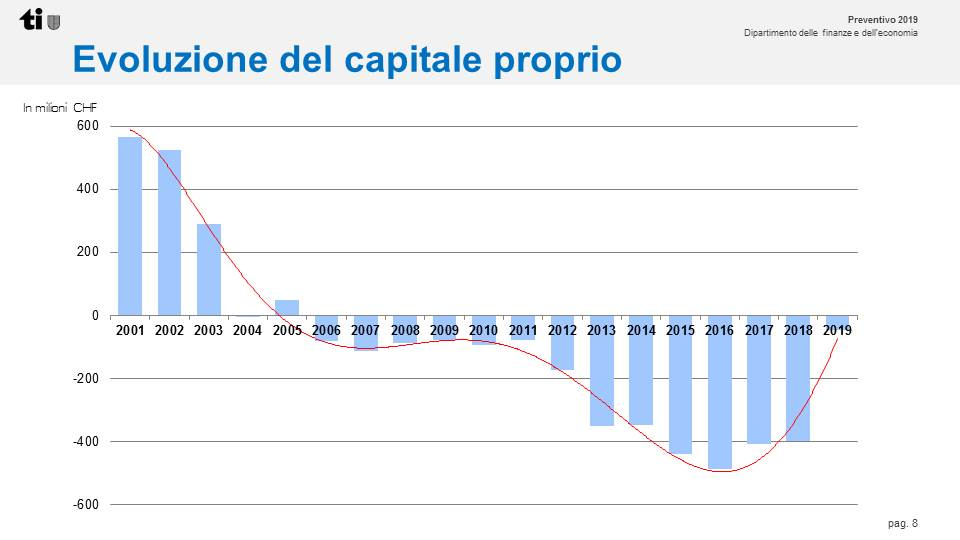 ti
Preventivo 2019
Dipartimento delle finanze e dell'economia
Evoluzione del capitale proprio
In milioni CHF
600
400
200
0
-200
-400
-600
2001 2002 2003 2004 2005 2006 2007 2008 2009 2010 2011 2012 2013 2014 2015 2016 2017 2018 2019
pag. 8